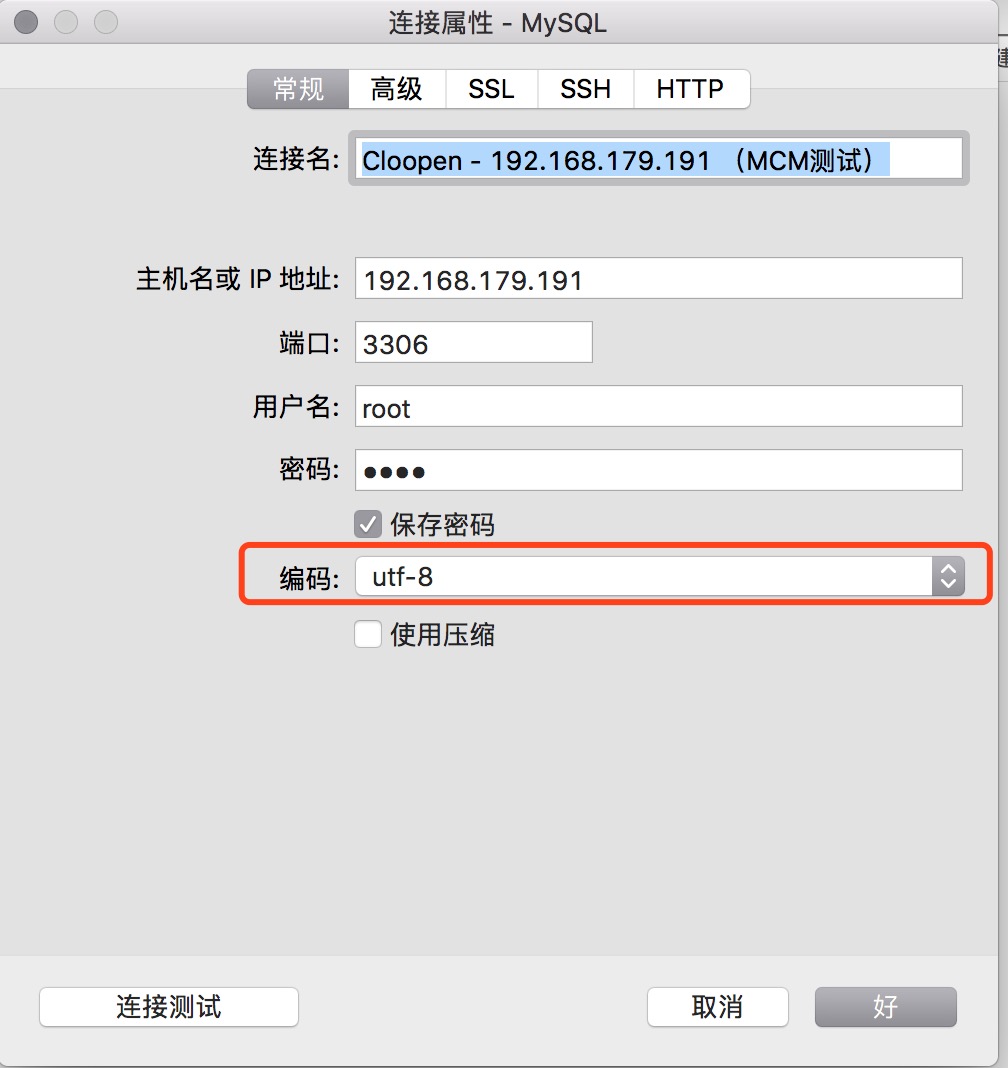 连接属性 - MySQL
常规 高级 SSL SSH HTTP
连接名: Cloopen - 192.168.179.191 （MCM测试）
主机名或 IP 地址: 192.168.179.191
端口: 3306
用户名: root
密码: ••••
保存密码
编码: utf-8
使用压缩
连接测试 取消 好